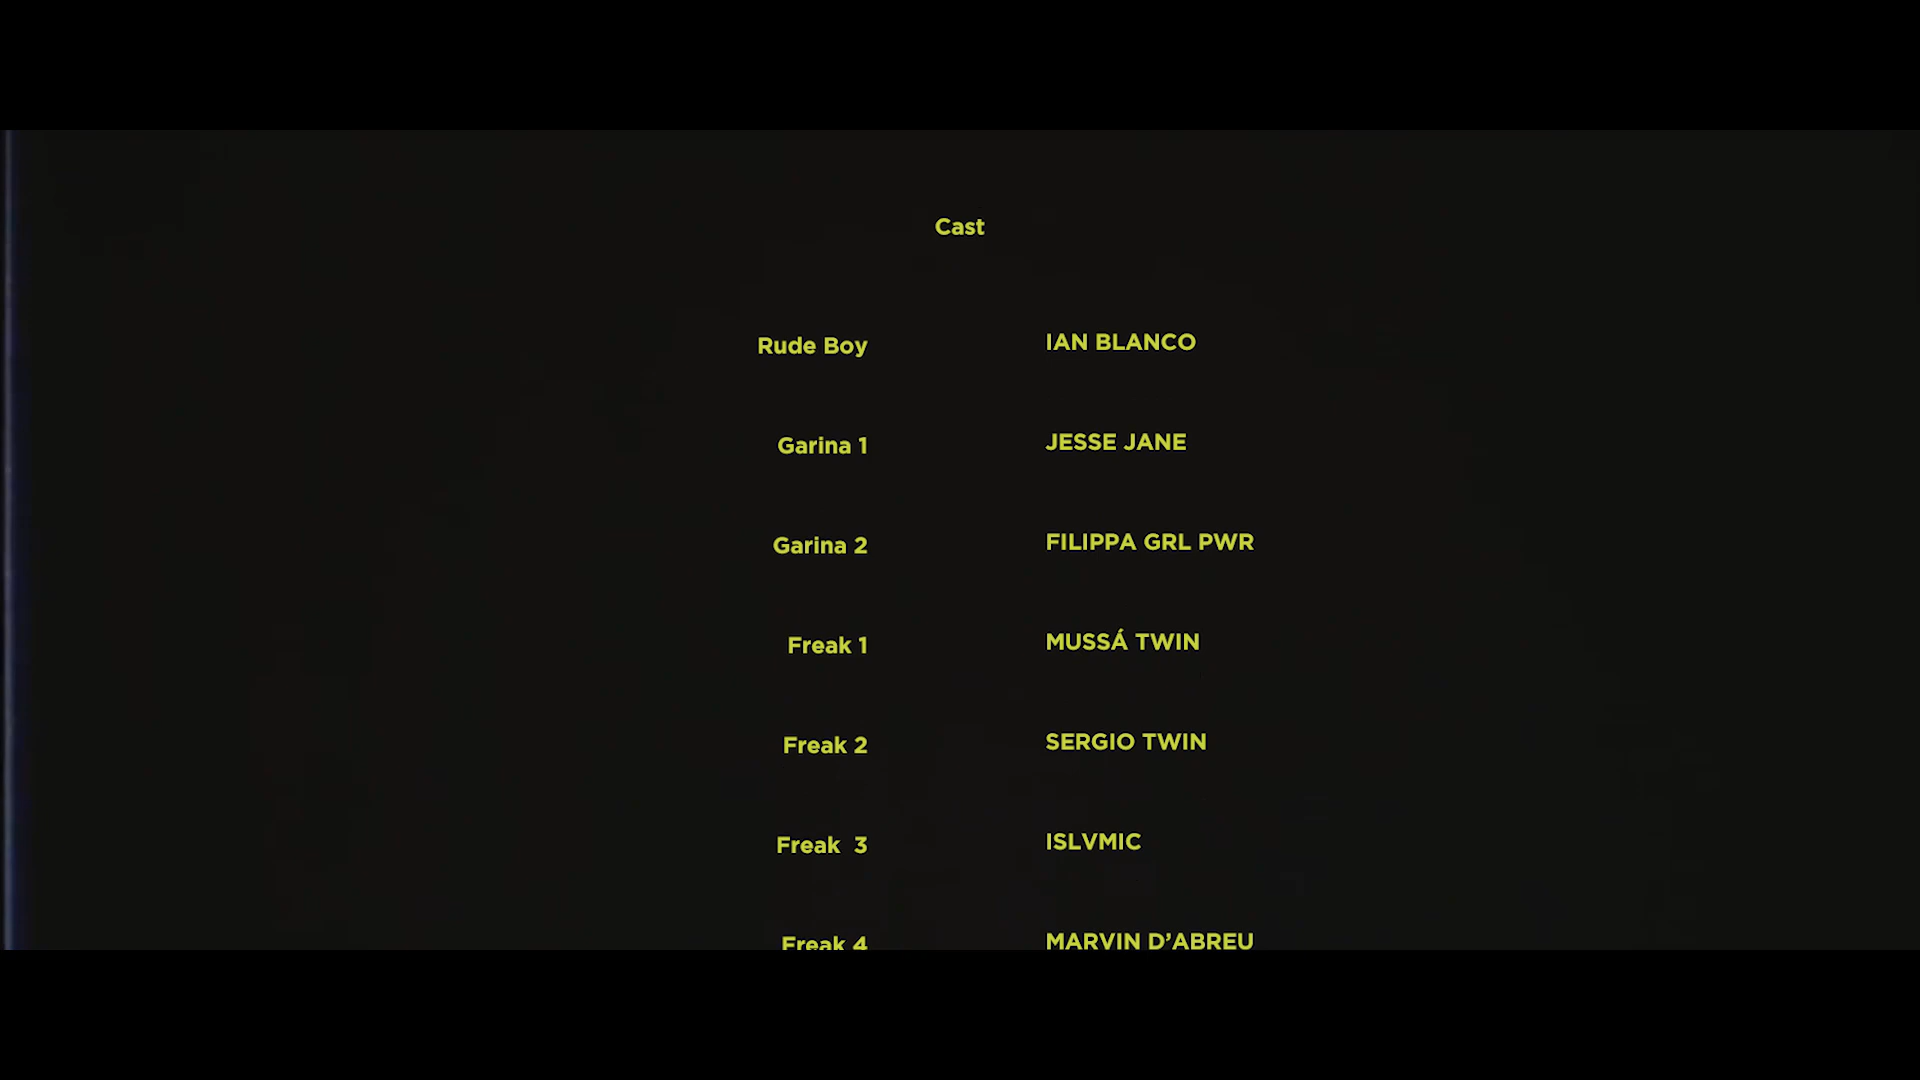 Cast
Rude Boy IAN BLANCO
Garina 1 JESSE JANE
Garina 2 FILIPPA GRL PWR
Freak 1 MUSSÁ TWIN
Freak 2 SERGIO TWIN
Freak  3 ISLVMIC
Freak 4 MARVIN D’ABREU